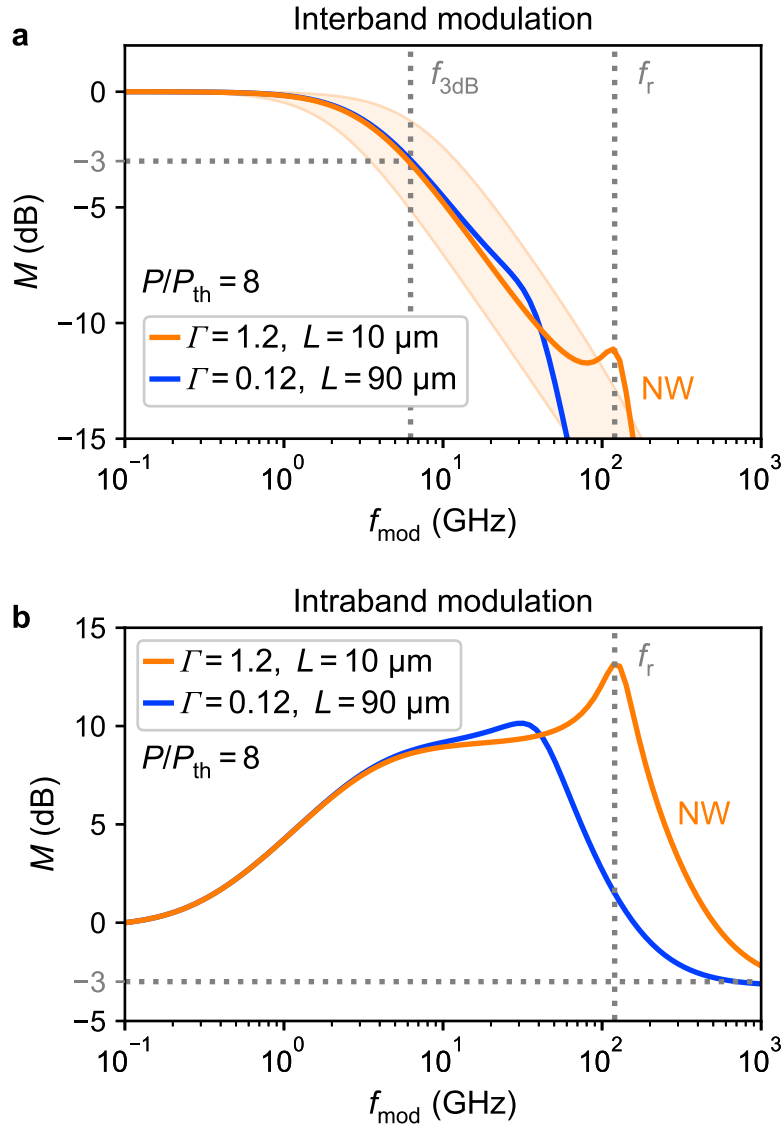 a
Interband modulation
0
−3
−5
−10
−15
M (dB)
f3dB
fr
P/Pth = 8
Γ = 1.2, L = 10 μm
Γ = 0.12, L = 90 μm
NW
10⁻¹ 10⁰ 10¹ 10² 10³
fmod (GHz)
b
Intraband modulation
15
10
5
0
−3
−5
M (dB)
Γ = 1.2, L = 10 μm
Γ = 0.12, L = 90 μm
fr
P/Pth = 8
NW
10⁻¹ 10⁰ 10¹ 10² 10³
fmod (GHz)